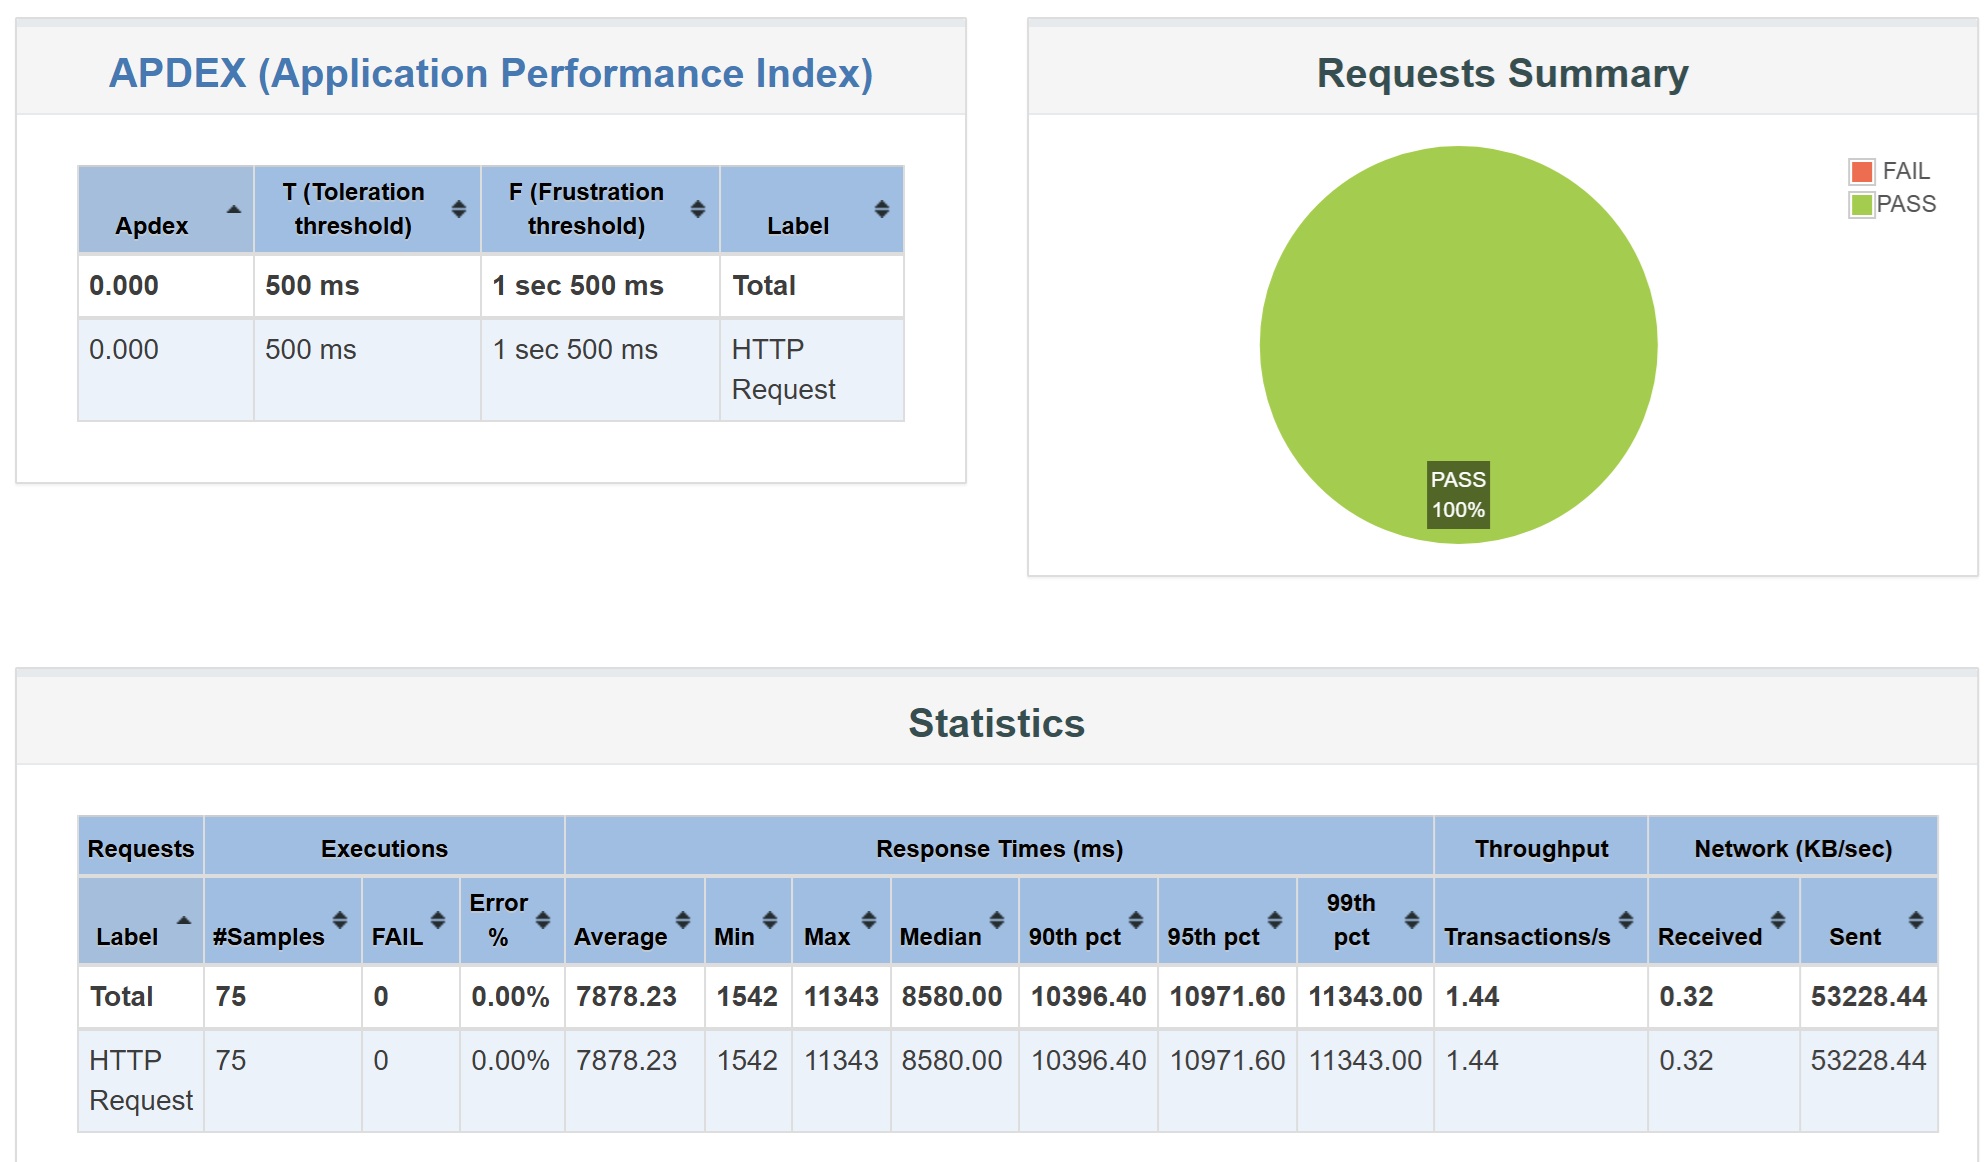 APDEX (Application Performance Index)
Apdex
T (Toleration
threshold)
F (Frustration
threshold)
Label
0.000 500 ms 1 sec 500 ms Total
0.000 500 ms 1 sec 500 ms HTTP
Request
Requests Summary
FAIL
PASS
PASS
100%
Statistics
Requests Executions Response Times (ms) Throughput Network (KB/sec)
Label #Samples FAIL Error
% Average Min Max Median 90th pct 95th pct 99th
pct Transactions/s Received Sent
Total 75 0 0.00% 7878.23 1542 11343 8580.00 10396.40 10971.60 11343.00 1.44 0.32 53228.44
HTTP
Request 75 0 0.00% 7878.23 1542 11343 8580.00 10396.40 10971.60 11343.00 1.44 0.32 53228.44